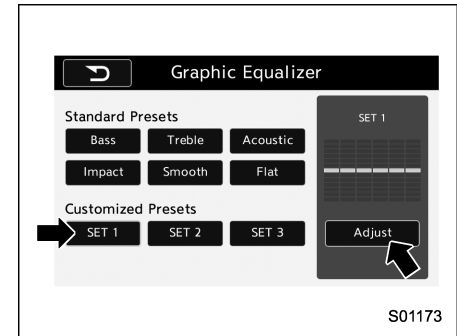 Graphic Equalizer
Standard Presets
SET 1
Bass Treble Acoustic
Impact Smooth Flat
Customized Presets
SET 1 SET 2 SET 3
Adjust
S01173